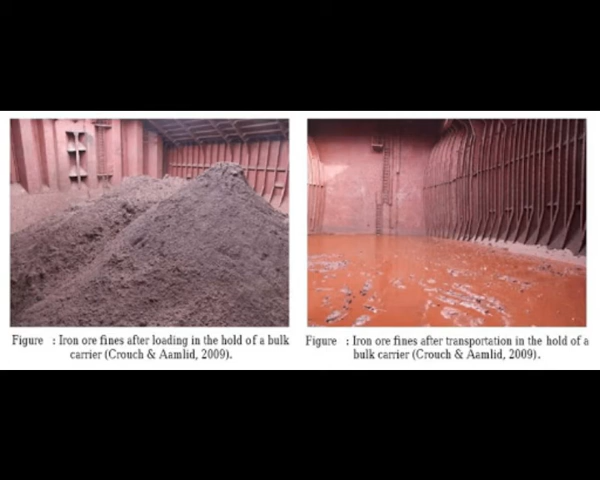 Figure : Iron ore fines after loading in the hold of a bulk
carrier (Crouch & Aamlid, 2009).
Figure : Iron ore fines after transportation in the hold of a
bulk carrier (Crouch & Aamlid, 2009).